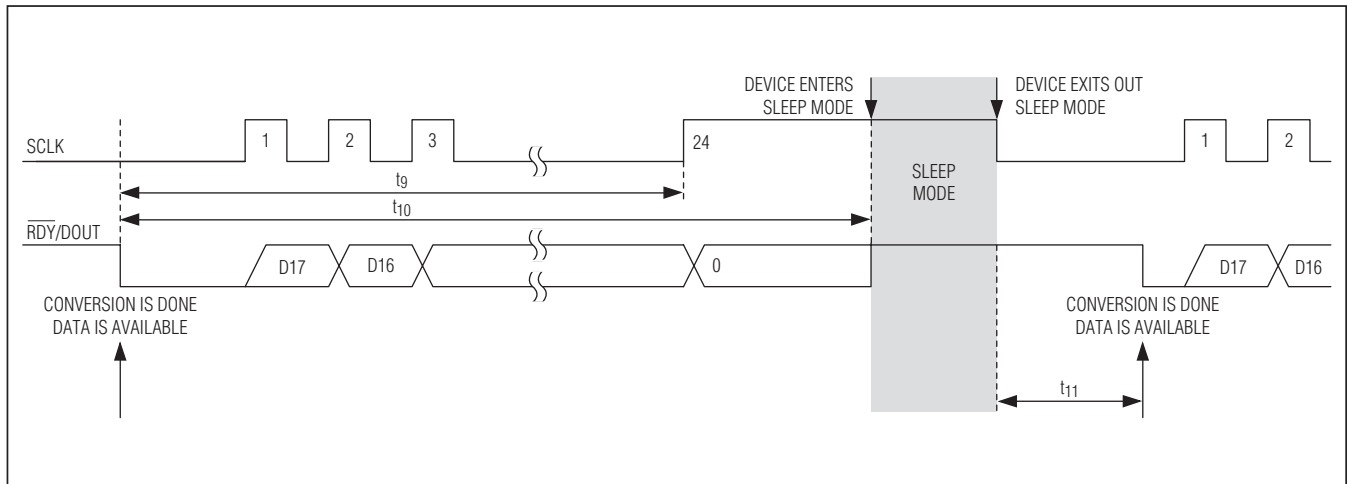 DEVICE ENTERS
SLEEP MODE
DEVICE EXITS OUT
SLEEP MODE
SCLK
1
2
3
24
1
2
SLEEP
MODE
t9
t10
RDY/DOUT
D17
D16
0
D17
D16
CONVERSION IS DONE
DATA IS AVAILABLE
CONVERSION IS DONE
DATA IS AVAILABLE
t11